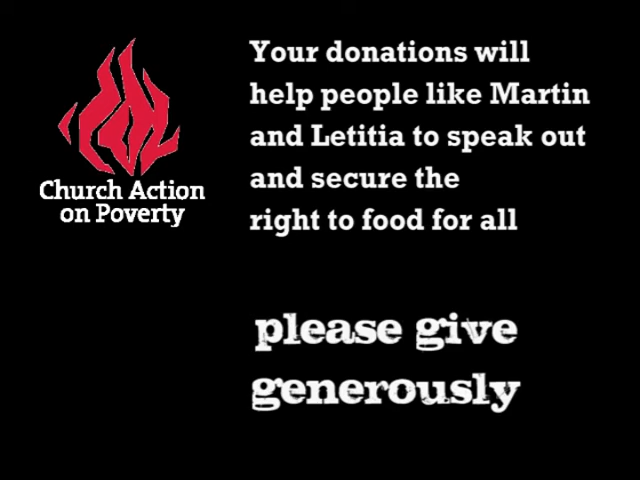 Church Action
on Poverty
Your donations will
help people like Martin
and Letitia to speak out
and secure the
right to food for all
please give
generously